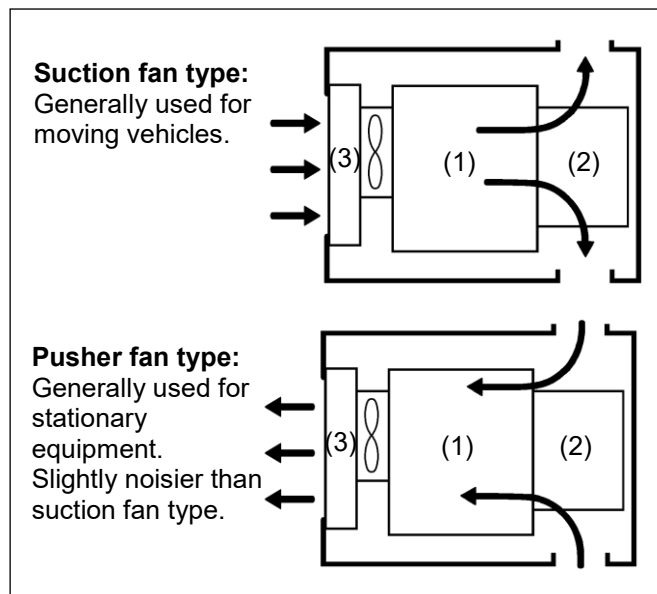 Suction fan type:
Generally used for
moving vehicles.
(3)
(1)
(2)
Pusher fan type:
Generally used for
stationary
equipment.
Slightly noisier than
suction fan type.
(3)
(1)
(2)